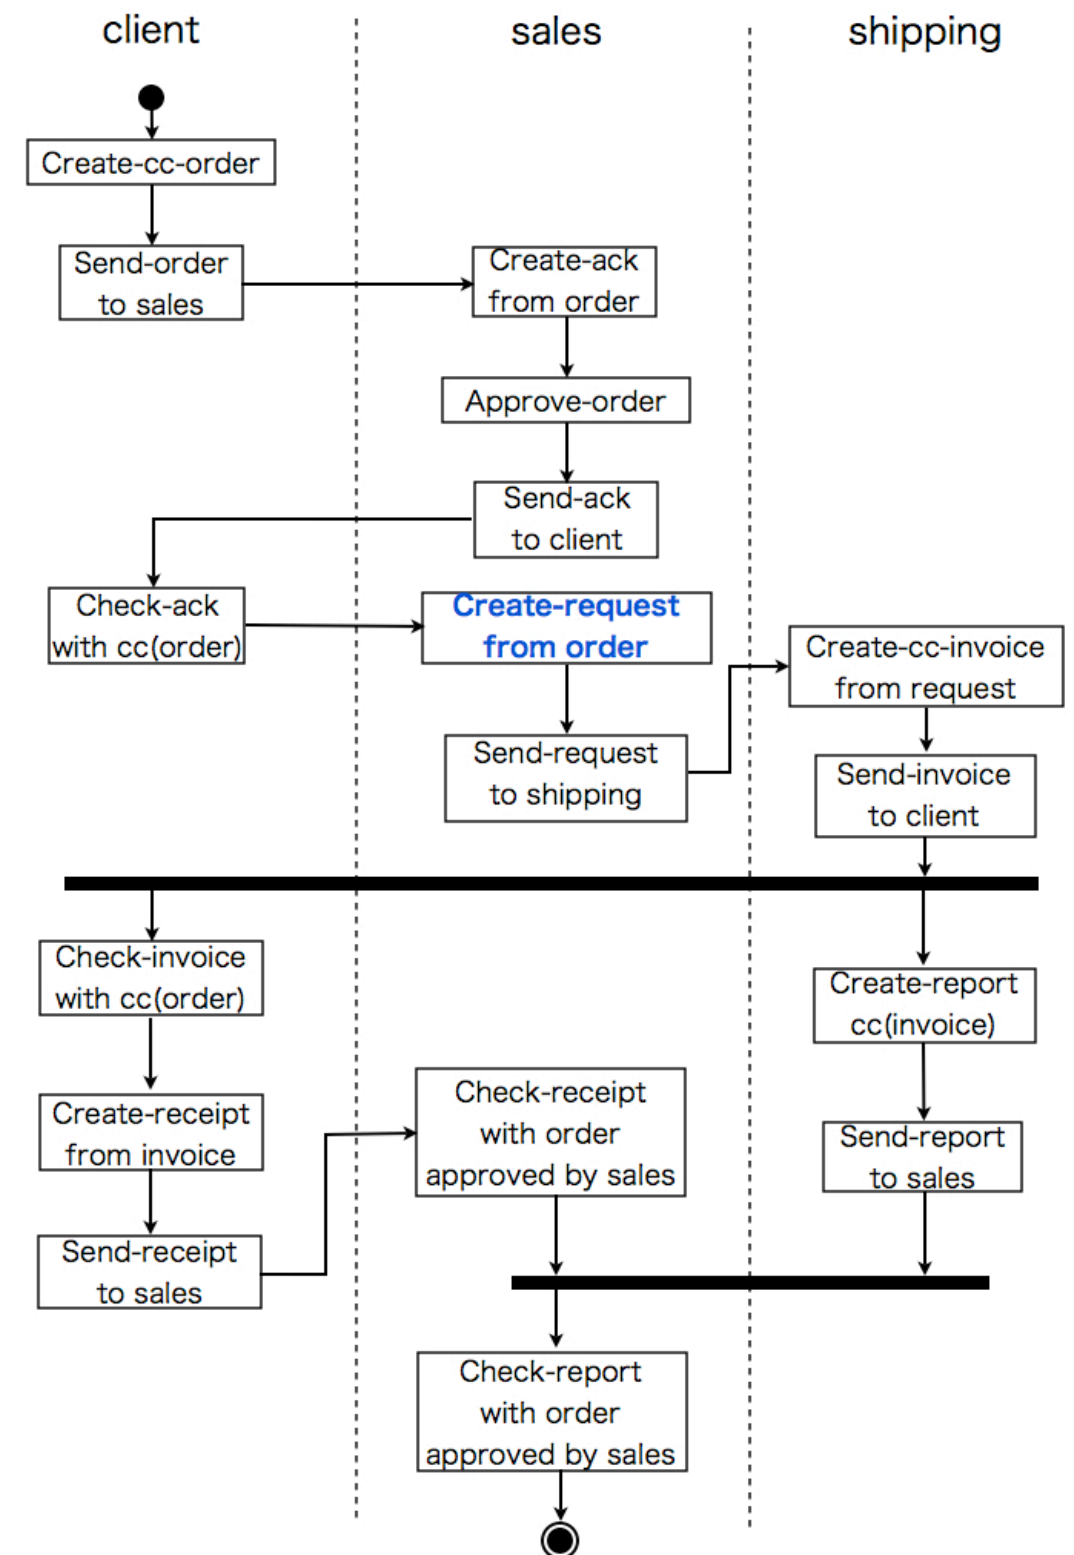 client
sales
shipping
Create-cc-order
Send-order
to sales
Create-ack
from order
Approve-order
Send-ack
to client
Check-ack
with cc(order)
Create-request
from order
Send-request
to shipping
Create-cc-invoice
from request
Send-invoice
to client
Check-invoice
with cc(order)
Create-receipt
from invoice
Send-receipt
to sales
Check-receipt
with order
approved by sales
Create-report
cc(invoice)
Send-report
to sales
Check-report
with order
approved by sales